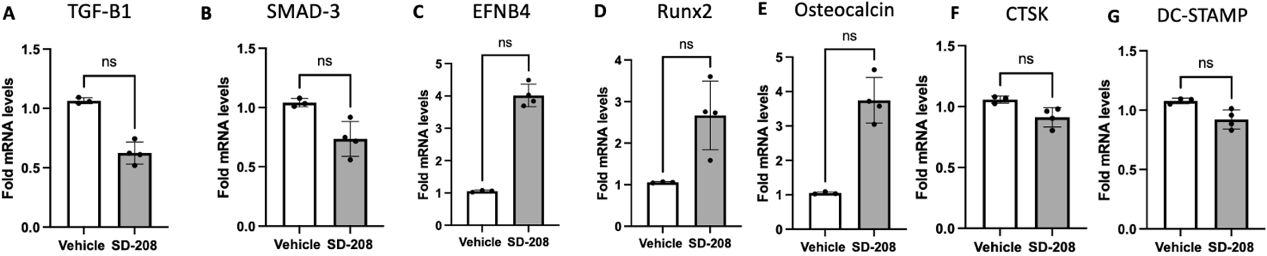 A TGF-B1
ns
Fold mRNA levels
1.5
1.0
0.5
0.0
Vehicle SD-208
B SMAD-3
ns
Fold mRNA levels
1.5
1.0
0.5
0.0
Vehicle SD-208
C EFNB4
ns
Fold mRNA levels
5
4
3
2
1
0
Vehicle SD-208
D Runx2
ns
Fold mRNA levels
4
3
2
1
0
Vehicle SD-208
E Osteocalcin
ns
Fold mRNA levels
5
4
3
2
1
0
Vehicle SD-208
F CTSK
ns
Fold mRNA levels
1.5
1.0
0.5
0.0
Vehicle SD-208
G DC-STAMP
ns
Fold mRNA levels
1.5
1.0
0.5
0.0
Vehicle SD-208